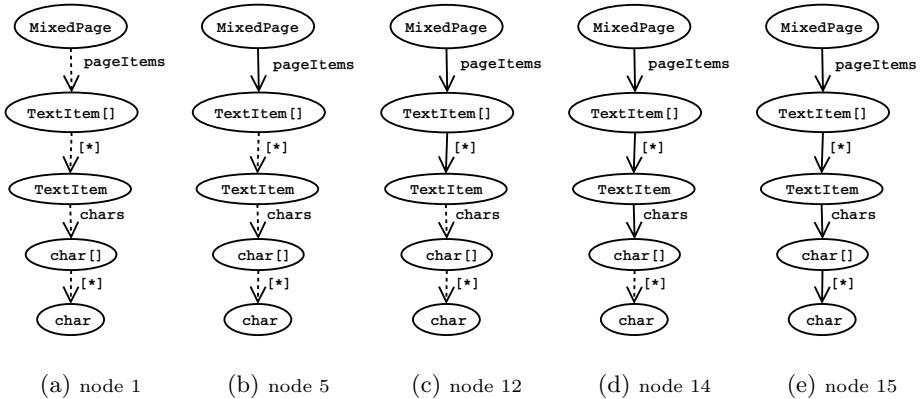 MixedPage MixedPage MixedPage MixedPage MixedPage
pageItems pageItems pageItems pageItems pageItems
TextItem[] TextItem[] TextItem[] TextItem[] TextItem[]
[*] [*] [*] [*] [*]
TextItem TextItem TextItem TextItem TextItem
chars chars chars chars chars
char[] char[] char[] char[] char[]
[*] [*] [*] [*] [*]
char char char char char
(a) node 1 (b) node 5 (c) node 12 (d) node 14 (e) node 15